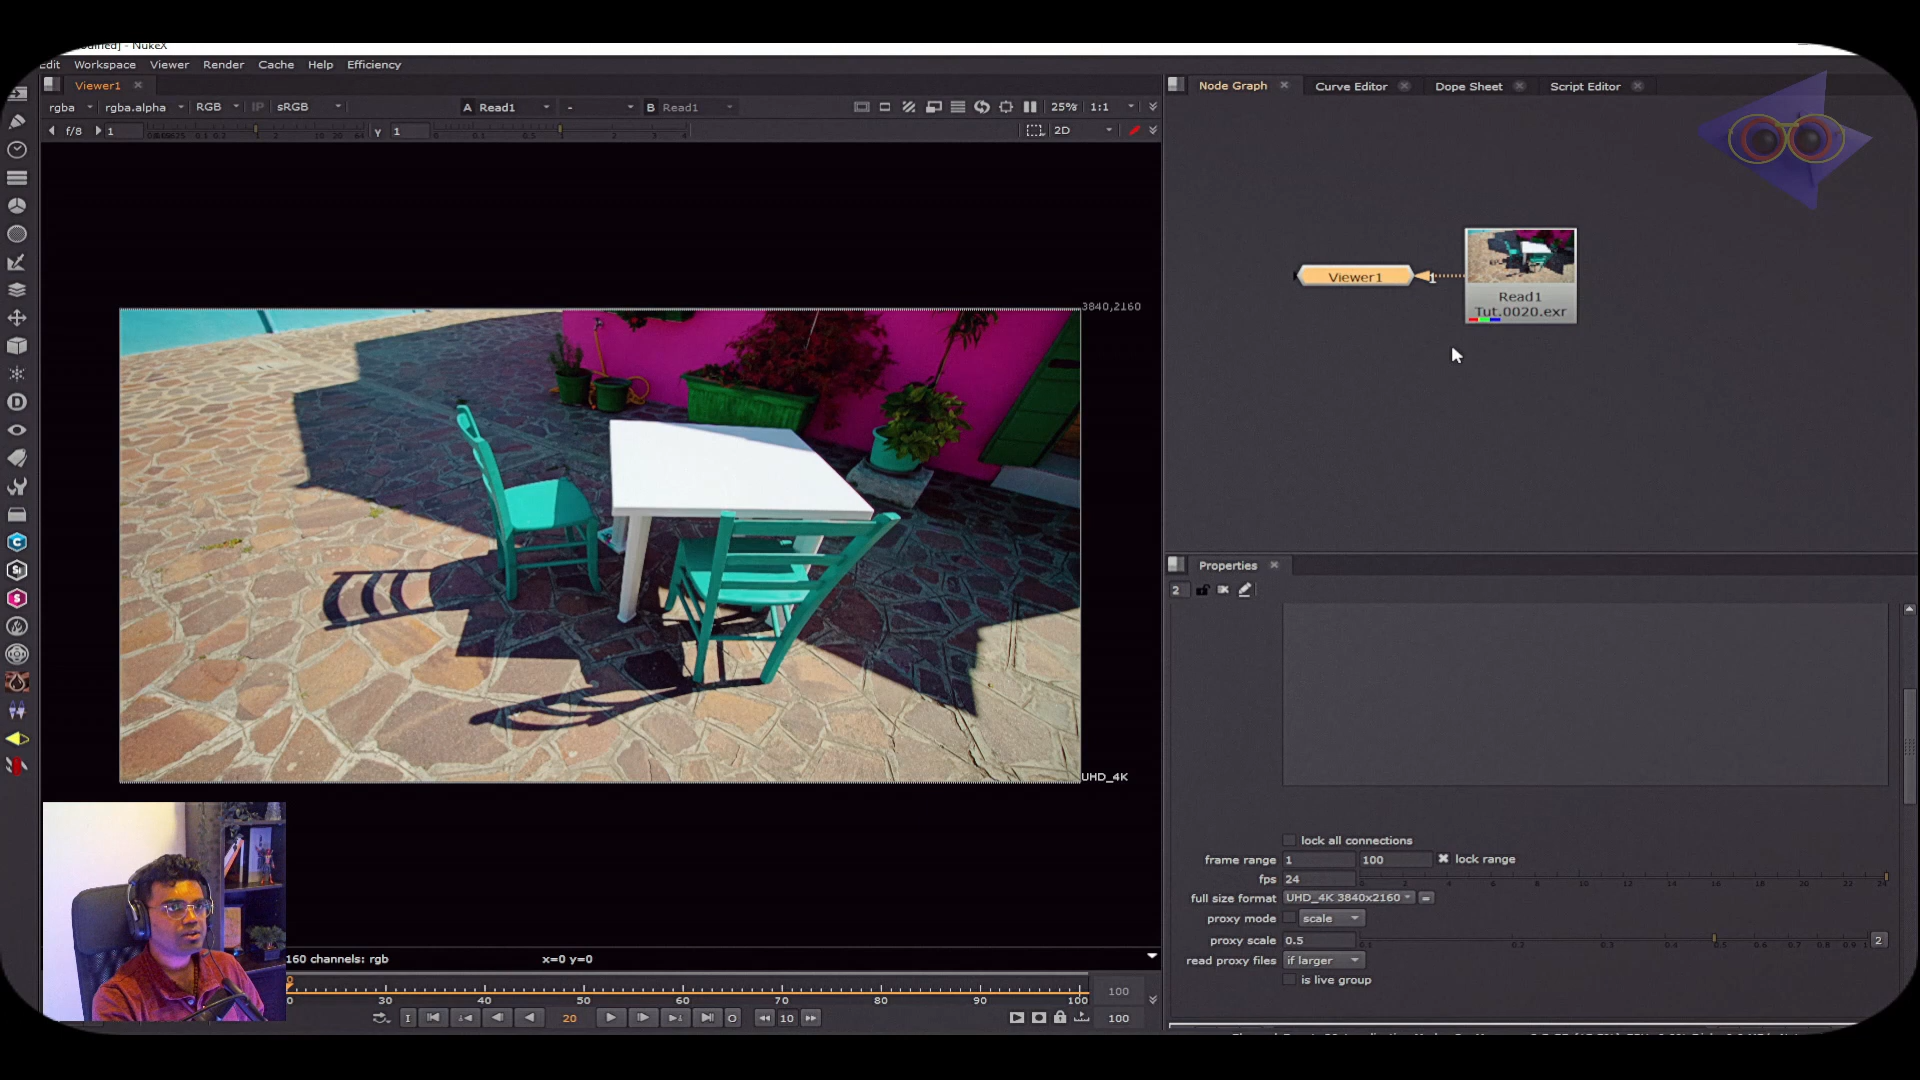 - NukeX
Workspace Viewer Render Cache Help Efficiency
Viewer1
Node Graph Curve Editor Dope Sheet Script Editor
rgba rgba.alpha RGB IP sRGB A Read1 - B Read1 25% 1:1
f/8 1 Y 1 2D
3840,2160
Viewer1
1
Read1
Tut.0020.exr
UHD_4K
Properties
2
lock all connections
frame range 1 100 lock range
fps 24
full size format UHD_4K 3840x2160 =
proxy mode scale
proxy scale 0.5 2
read proxy files if larger
is live group
160 channels: rgb x=0 y=0
30 40 50 60 70 80 90 100 100
20 10 100